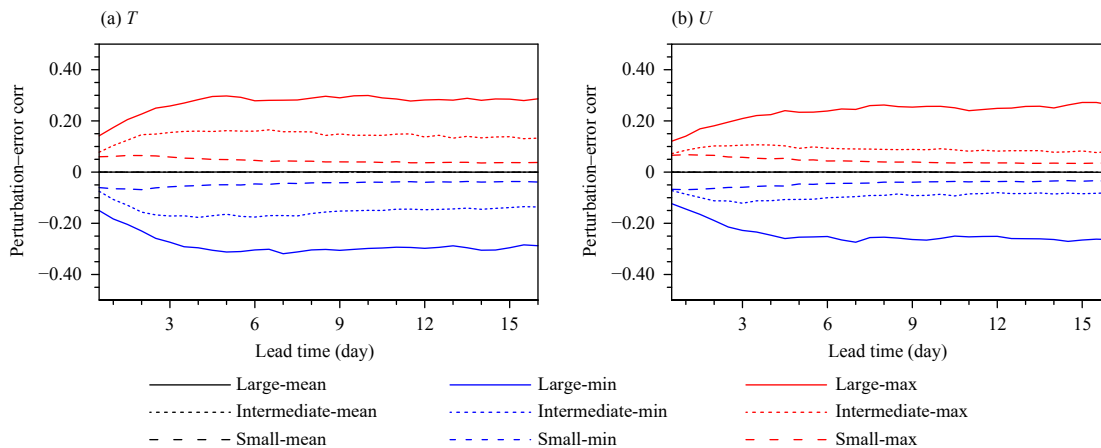 (a) T
(b) U
Perturbation–error corr
0.40
0.20
0
−0.20
−0.40
3 6 9 12 15
Lead time (day)
Perturbation–error corr
0.40
0.20
0
−0.20
−0.40
3 6 9 12 15
Lead time (day)
Large-mean Large-min Large-max
Intermediate-mean Intermediate-min Intermediate-max
Small-mean Small-min Small-max